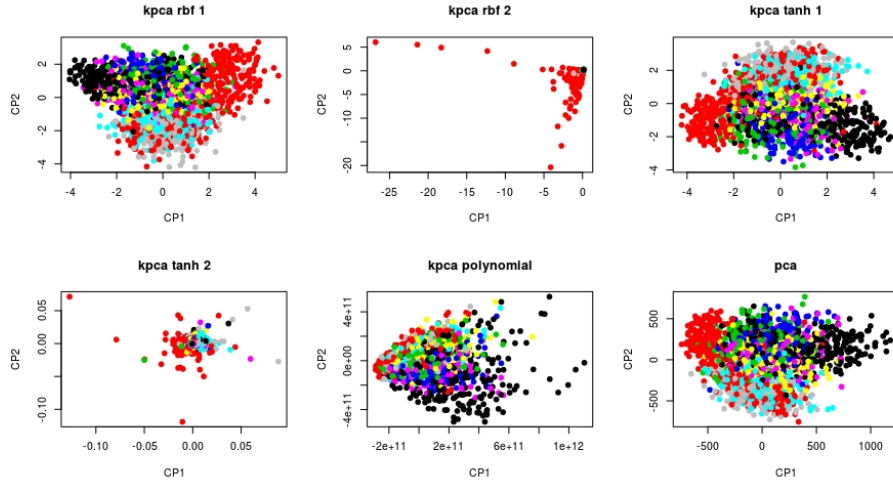 kpca rbf 1
CP2
2
0
-2
-4
-4 -2 0 2 4
CP1
kpca rbf 2
CP2
5
0
-5
-10
-20
-25 -20 -15 -10 -5 0
CP1
kpca tanh 1
CP2
2
0
-2
-4
-4 -2 0 2 4
CP1
kpca tanh 2
CP2
0.05
0.00
-0.10
-0.10 -0.05 0.00 0.05
CP1
kpca polynomial
CP2
4e+11
0e+00
-4e+11
-2e+11 2e+11 6e+11 1e+12
CP1
pca
CP2
500
0
-500
-500 0 500 1000
CP1